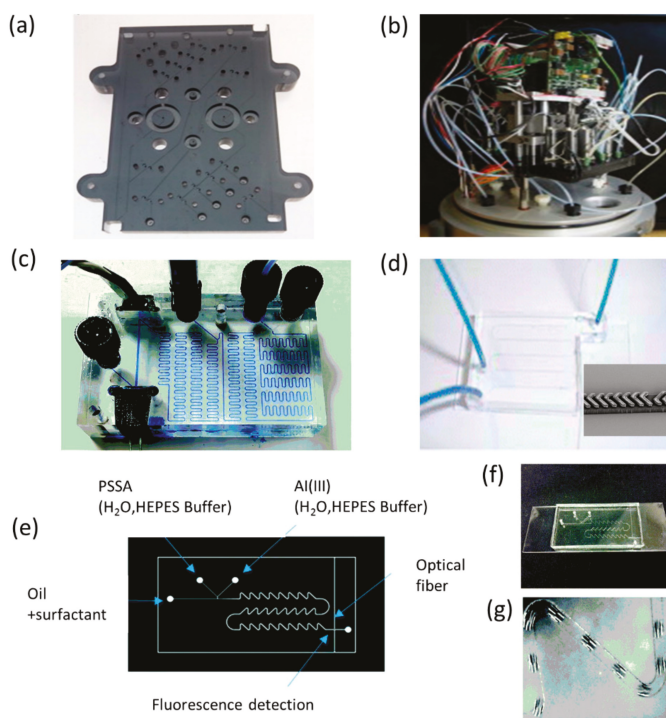 (a)
(b)
(c)
(d)
PSSA
(H₂O,HEPES Buffer)
Al(III)
(H₂O,HEPES Buffer)
(e)
Oil
+surfactant
Optical
fiber
Fluorescence detection
(f)
(g)